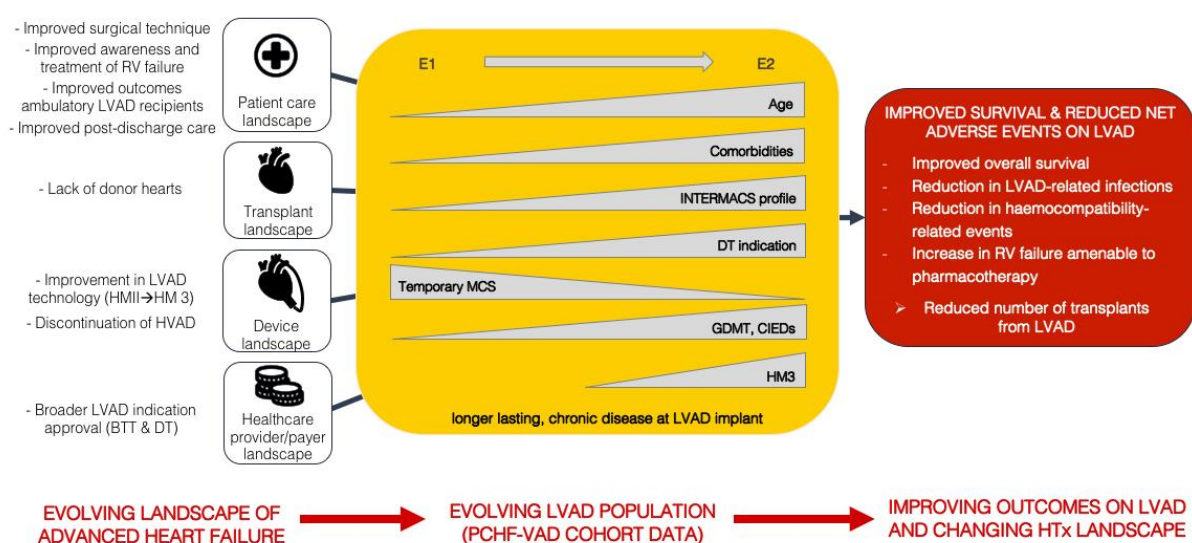 - Improved surgical technique
- Improved awareness and
treatment of RV failure
- Improved outcomes
ambulatory LVAD recipients
- Improved post-discharge care
Patient care
landscape
- Lack of donor hearts
Transplant
landscape
- Improvement in LVAD
technology (HMII→HM 3)
- Discontinuation of HVAD
Device
landscape
- Broader LVAD indication
approval (BTT & DT)
Healthcare
provider/payer
landscape
E1
E2
Age
Comorbidities
INTERMACS profile
DT indication
Temporary MCS
GDMT, CIEDs
HM3
longer lasting, chronic disease at LVAD implant
IMPROVED SURVIVAL & REDUCED NET
ADVERSE EVENTS ON LVAD
- Improved overall survival
- Reduction in LVAD-related infections
- Reduction in haemocompatibility-
related events
- Increase in RV failure amenable to
pharmacotherapy
➢ Reduced number of transplants
from LVAD
EVOLVING LANDSCAPE OF
ADVANCED HEART FAILURE
EVOLVING LVAD POPULATION
(PCHF-VAD COHORT DATA)
IMPROVING OUTCOMES ON LVAD
AND CHANGING HTx LANDSCAPE